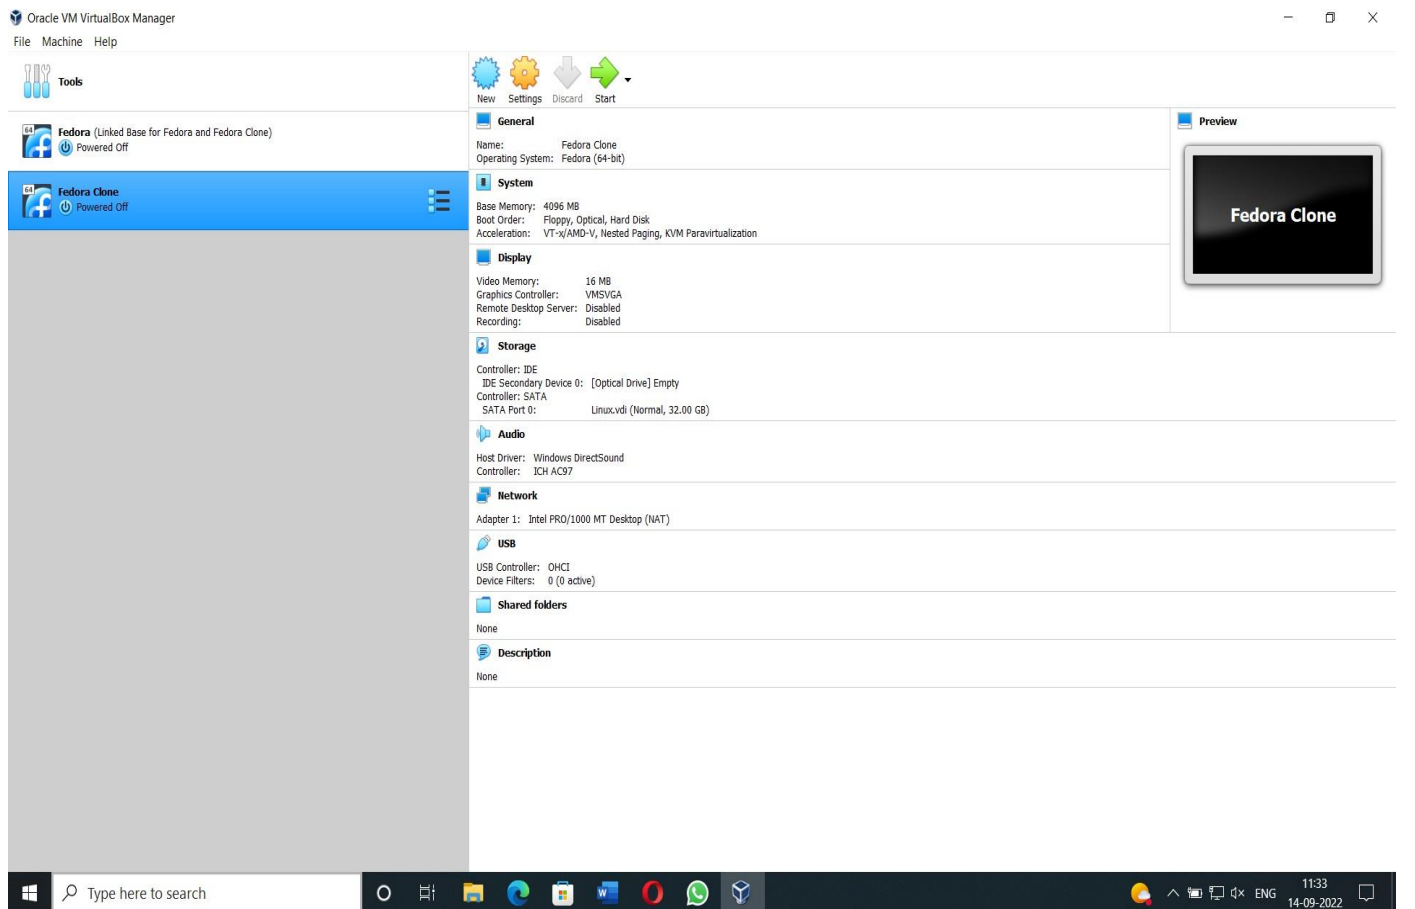 Oracle VM VirtualBox Manager
File Machine Help
Tools
New Settings Discard Start
64
Fedora (Linked Base for Fedora and Fedora Clone)
Powered Off
64
Fedora Clone
Powered Off
General
Name: Fedora Clone
Operating System: Fedora (64-bit)
System
Base Memory: 4096 MB
Boot Order: Floppy, Optical, Hard Disk
Acceleration: VT-x/AMD-V, Nested Paging, KVM Paravirtualization
Display
Video Memory: 16 MB
Graphics Controller: VMSVGA
Remote Desktop Server: Disabled
Recording: Disabled
Storage
Controller: IDE
IDE Secondary Device 0: [Optical Drive] Empty
Controller: SATA
SATA Port 0: Linux.vdi (Normal, 32.00 GB)
Audio
Host Driver: Windows DirectSound
Controller: ICH AC97
Network
Adapter 1: Intel PRO/1000 MT Desktop (NAT)
USB
USB Controller: OHCI
Device Filters: 0 (0 active)
Shared folders
None
Description
None
Preview
Fedora Clone
Type here to search
W
ENG
11:33
14-09-2022